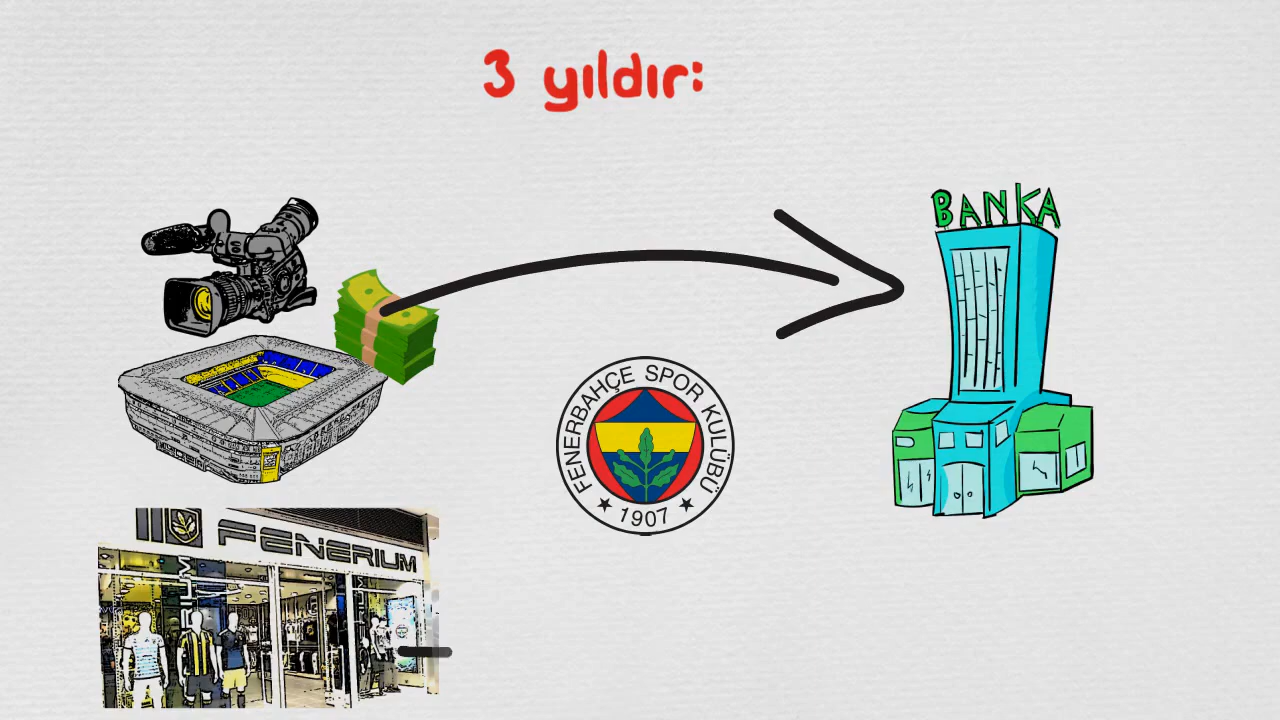 3 yıldır:
BANKA
FENERBAHÇE SPOR KULÜBÜ
1907
FENERIUM